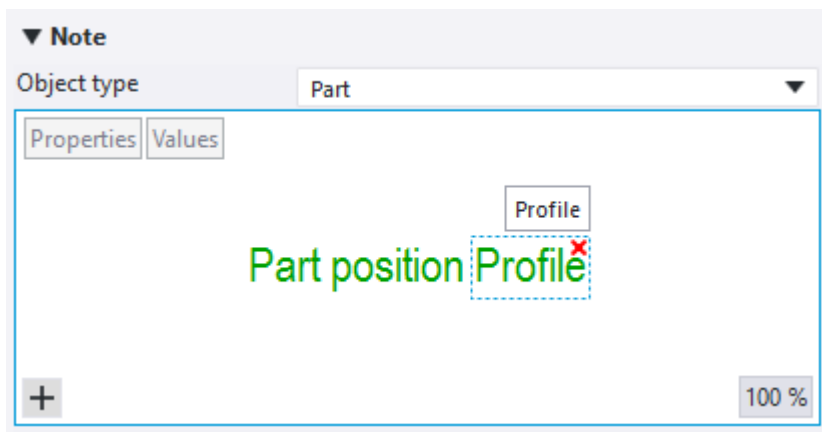 Note
Object type Part
Properties Values
Profile
Part position Profile
100 %